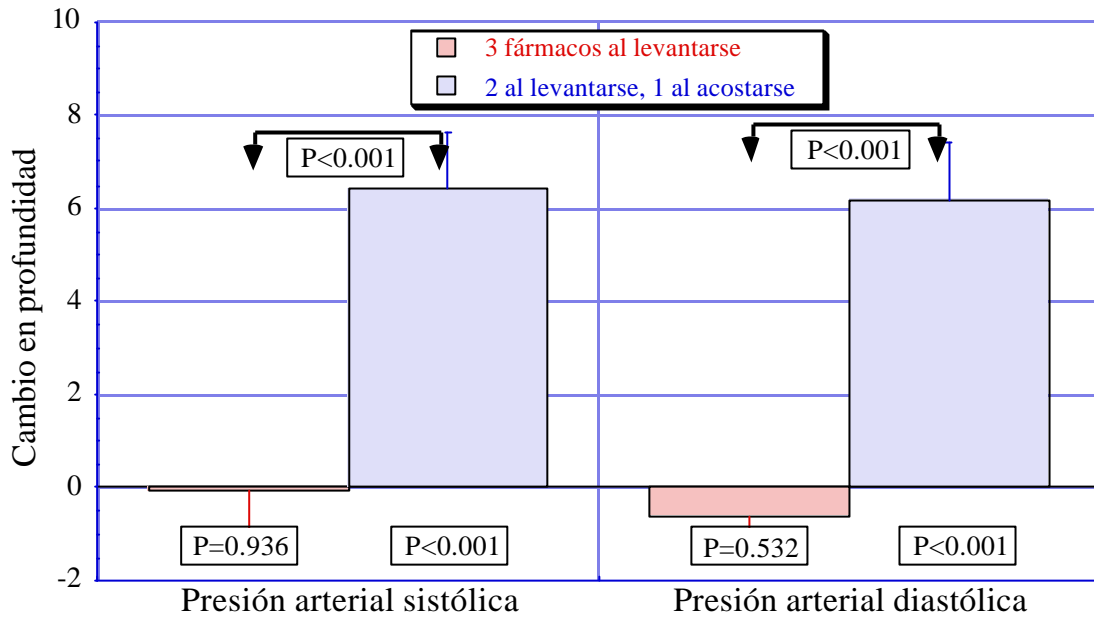 10
3 fármacos al levantarse
2 al levantarse, 1 al acostarse
8
P<0.001
P<0.001
6
Cambio en profundidad
4
2
0
P=0.936
P<0.001
P=0.532
P<0.001
-2
Presión arterial sistólica
Presión arterial diastólica